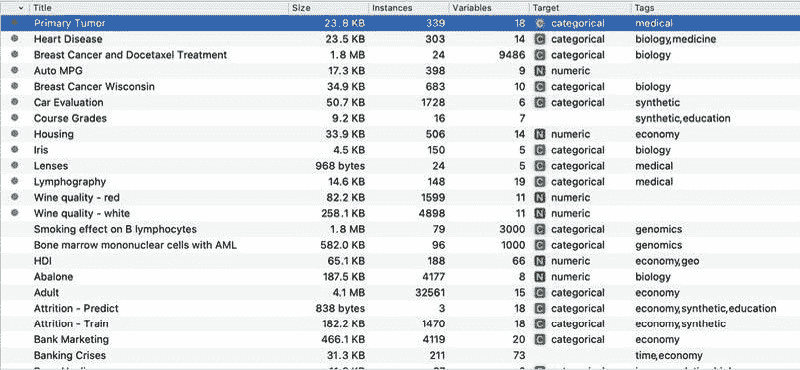 Title Size Instances Variables Target Tags
Primary Tumor 23.8 KB 339 18 C categorical medical
Heart Disease 23.5 KB 303 14 C categorical biology,medicine
Breast Cancer and Docetaxel Treatment 1.8 MB 24 9486 C categorical biology
Auto MPG 17.3 KB 398 9 N numeric
Breast Cancer Wisconsin 34.9 KB 683 10 C categorical biology
Car Evaluation 50.7 KB 1728 6 C categorical synthetic
Course Grades 9.2 KB 16 7 synthetic,education
Housing 33.9 KB 506 14 N numeric economy
Iris 4.5 KB 150 5 C categorical biology
Lenses 968 bytes 24 5 C categorical medical
Lymphography 14.6 KB 148 19 C categorical medical
Wine quality - red 82.2 KB 1599 11 N numeric
Wine quality - white 258.1 KB 4898 11 N numeric
Smoking effect on B lymphocytes 1.8 MB 79 3000 C categorical genomics
Bone marrow mononuclear cells with AML 582.0 KB 96 1000 C categorical genomics
HDI 65.1 KB 188 66 N numeric economy,geo
Abalone 187.5 KB 4177 8 N numeric biology
Adult 4.1 MB 32561 15 C categorical economy
Attrition - Predict 838 bytes 3 18 C categorical economy,synthetic,education
Attrition - Train 182.2 KB 1470 18 C categorical economy,synthetic
Bank Marketing 466.1 KB 4119 20 C categorical economy
Banking Crises 31.3 KB 211 73 time,economy